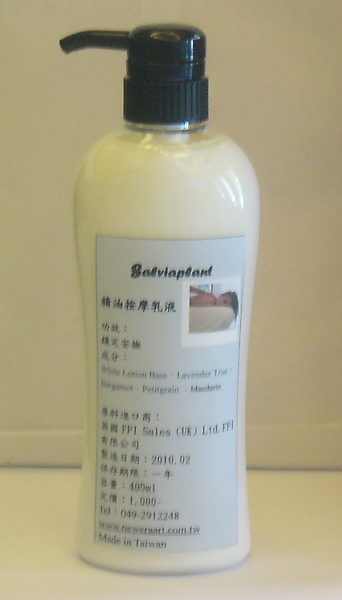 Salviaplant
精油按摩乳液
功效：
鎮定安撫
成分：
White Lotion Base、Lavender True、
Bergamot、Petitgrain、Mandarin
原料進口商：
英國FPI Sales (UK) Ltd FPI
有限公司
製造日期：2010.02
保存期限：一年
容量：400ml
定價：1,000-
Tel：049-2912248
www.neweraart.com.tw
Made in Taiwan